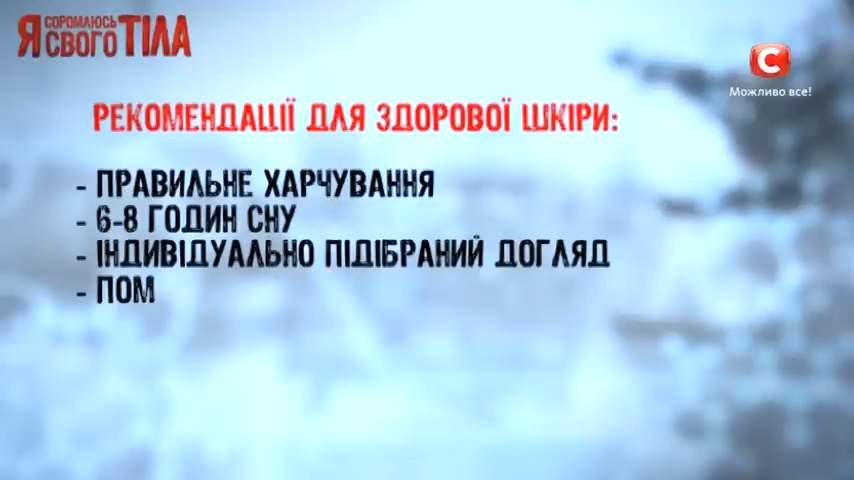 Я СОРОМЛЮСЬ СВОГО ТІЛА
С
Можливо все!
РЕКОМЕНДАЦІЇ ДЛЯ ЗДОРОВОЇ ШКІРИ:
- ПРАВИЛЬНЕ ХАРЧУВАННЯ
- 6-8 ГОДИН СНУ
- ІНДИВІДУАЛЬНО ПІДІБРАНИЙ ДОГЛЯД
- ПОМ